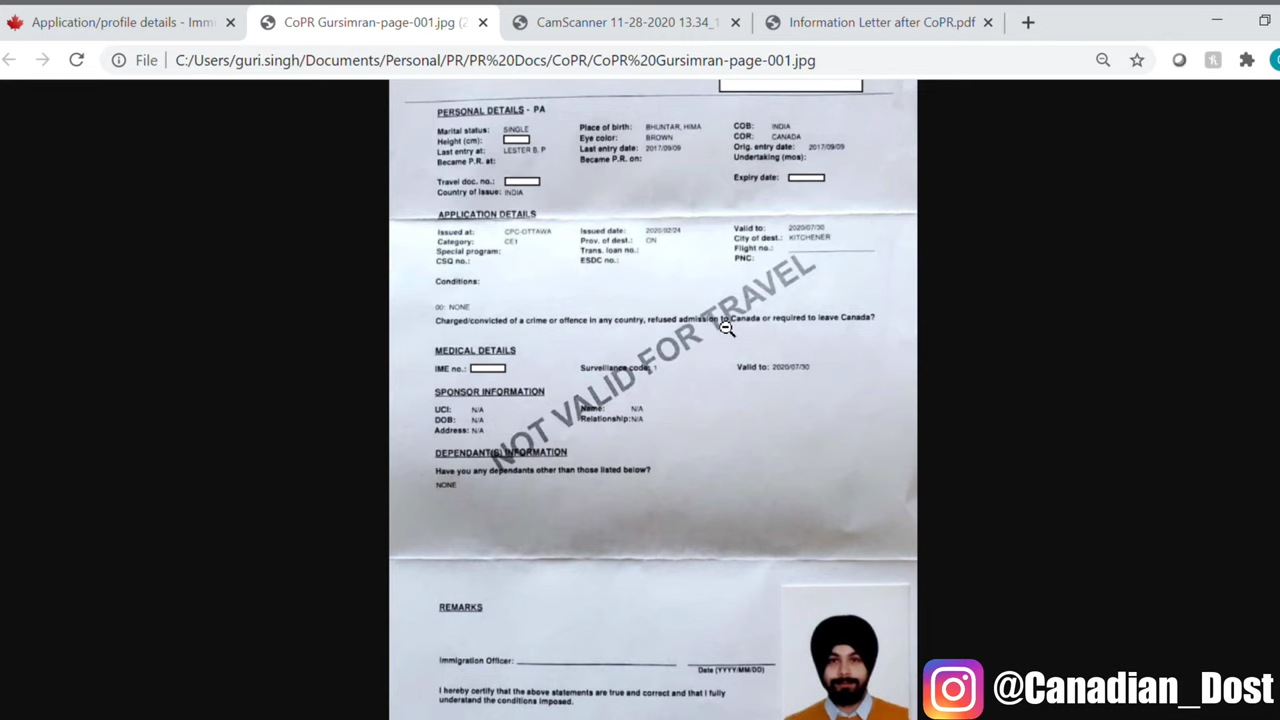 Application/profile details - Immi
CoPR Gursimran-page-001.jpg (2
CamScanner 11-28-2020 13.34_1
Information Letter after CoPR.pdf
File C:/Users/guri.singh/Documents/Personal/PR/PR%20Docs/CoPR/CoPR%20Gursimran-page-001.jpg
PERSONAL DETAILS - PA
Marital status: SINGLE Place of birth: BHUNTAR, HIMA COB: INDIA
Height (cm): Eye color: BROWN COR: CANADA
Last entry at: LESTER B. P Last entry date: 2017/09/09 Orig. entry date: 2017/09/09
Became P.R. at: Became P.R. on: Undertaking (mos):
Travel doc. no.: Expiry date:
Country of issue: INDIA
APPLICATION DETAILS
Issued at: CPC-OTTAWA Issued date: 2020/02/24 Valid to: 2020/07/30
Category: CE1 Prov. of dest.: ON City of dest.: KITCHENER
Special program: Trans. loan no.: Flight no.:
CSQ no.: ESDC no.: PNC:
Conditions:
00: NONE
Charged/convicted of a crime or offence in any country, refused admission to Canada or required to leave Canada?
NOT VALID FOR TRAVEL
MEDICAL DETAILS
IME no.: Surveillance code: 1 Valid to: 2020/07/30
SPONSOR INFORMATION
UCI: N/A Name: N/A
DOB: N/A Relationship: N/A
Address: N/A
DEPENDANT(S) INFORMATION
Have you any dependants other than those listed below?
NONE
REMARKS
Immigration Officer:
Date (YYYY/MM/DD)
I hereby certify that the above statements are true and correct and that I fully
understand the conditions imposed.
@Canadian_Dost